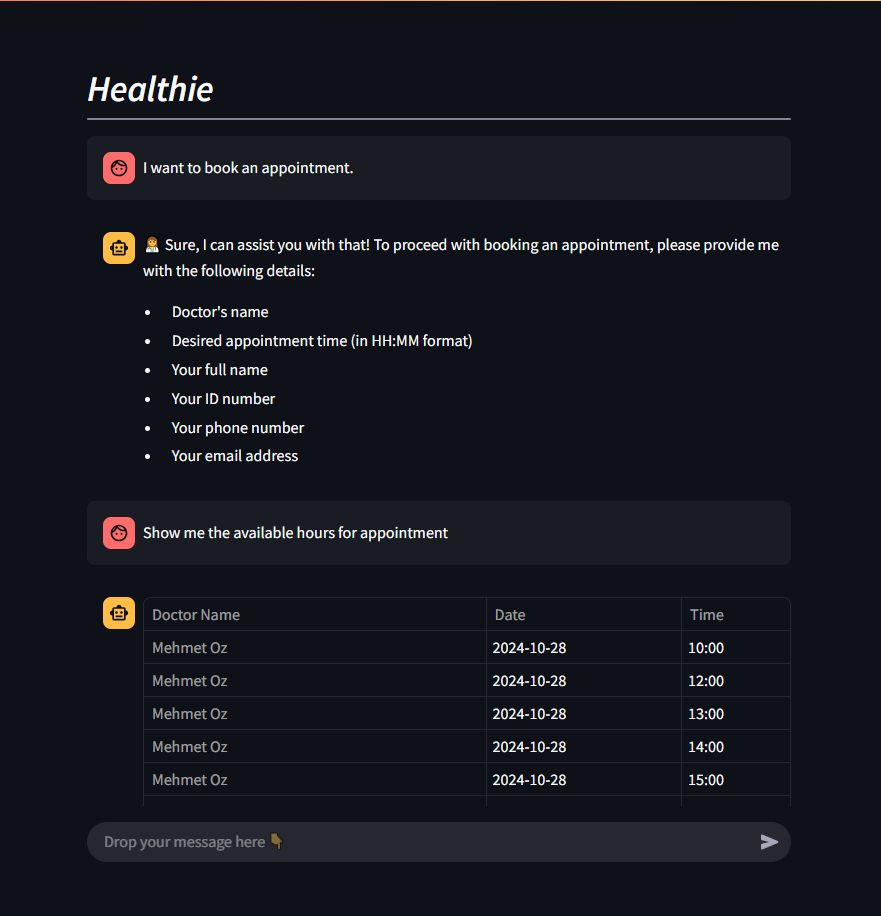 Healthie
I want to book an appointment.
Sure, I can assist you with that! To proceed with booking an appointment, please provide me
with the following details:
Doctor's name
Desired appointment time (in HH:MM format)
Your full name
Your ID number
Your phone number
Your email address
Show me the available hours for appointment
Doctor Name Date Time
Mehmet Oz 2024-10-28 10:00
Mehmet Oz 2024-10-28 12:00
Mehmet Oz 2024-10-28 13:00
Mehmet Oz 2024-10-28 14:00
Mehmet Oz 2024-10-28 15:00
Drop your message here